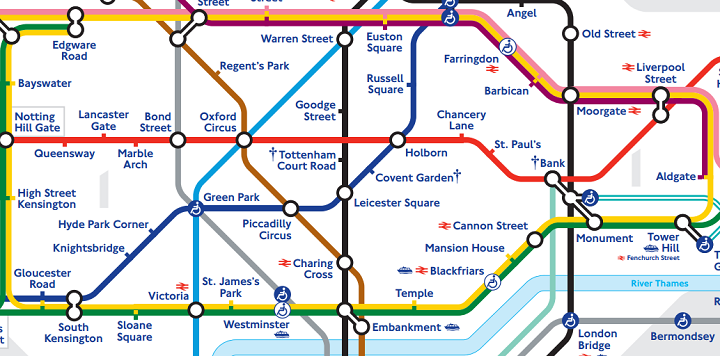 Street
Street
Angel
Edgware
Road
Warren Street
Euston
Square
Old Street
Farringdon
Regent's Park
Russell
Square
Liverpool
Street
Bayswater
Barbican
Notting
Hill Gate
Lancaster
Gate
Bond
Street
Oxford
Circus
Goodge
Street
Chancery
Lane
Moorgate
Queensway
Marble
Arch
†Tottenham
Court Road
Holborn
St. Paul's
†Bank
Covent Garden†
Aldgate
High Street
Kensington
Green Park
Leicester Square
Hyde Park Corner
Piccadilly
Circus
Cannon Street
Monument
Tower
Hill
Fenchurch Street
Knightsbridge
Mansion House
Gloucester
Road
Charing
Cross
Blackfriars
Victoria
St. James's
Park
Temple
River Thames
South
Kensington
Sloane
Square
Westminster
Embankment
London
Bridge
Bermondsey